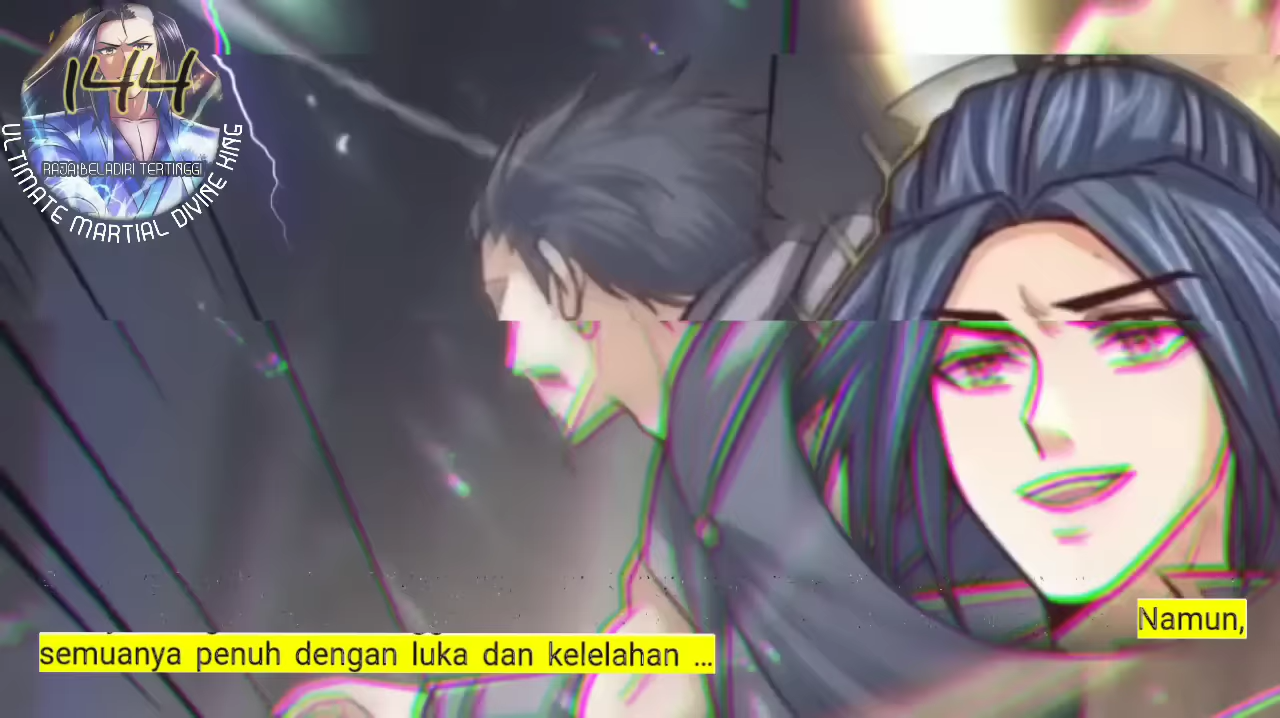 144
RAJA BELADIRI TERTINGGI
ULTIMATE MARTIAL DIVINE KING
Namun,
semuanya penuh dengan luka dan kelelahan ...